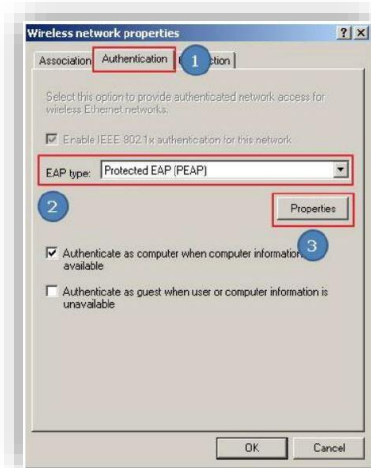 Wireless network properties ? X
Association Authentication ction
1
Select this option to provide authenticated network access for
wireless Ethernet networks.
Enable IEEE 802.1x authentication for this network
EAP type: Protected EAP (PEAP)
2
Properties
3
Authenticate as computer when computer information
available
Authenticate as guest when user or computer information is
unavailable
OK Cancel